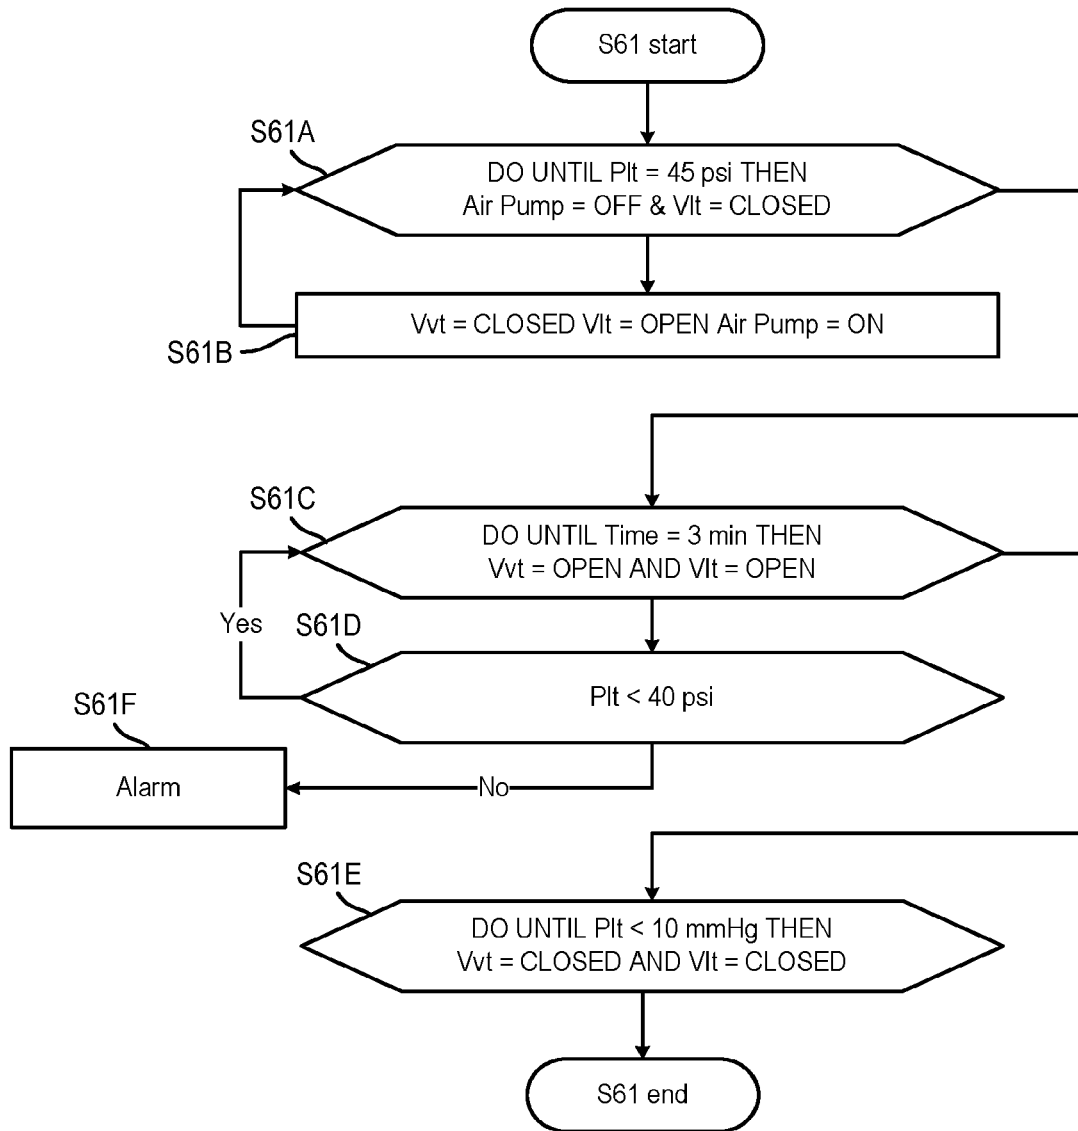 S61 start
S61A
DO UNTIL Plt = 45 psi THEN
Air Pump = OFF & Vlt = CLOSED
Vvt = CLOSED Vlt = OPEN Air Pump = ON
S61B
S61C
DO UNTIL Time = 3 min THEN
Vvt = OPEN AND Vlt = OPEN
Yes
S61D
Plt < 40 psi
S61F
Alarm
No
S61E
DO UNTIL Plt < 10 mmHg THEN
Vvt = CLOSED AND Vlt = CLOSED
S61 end